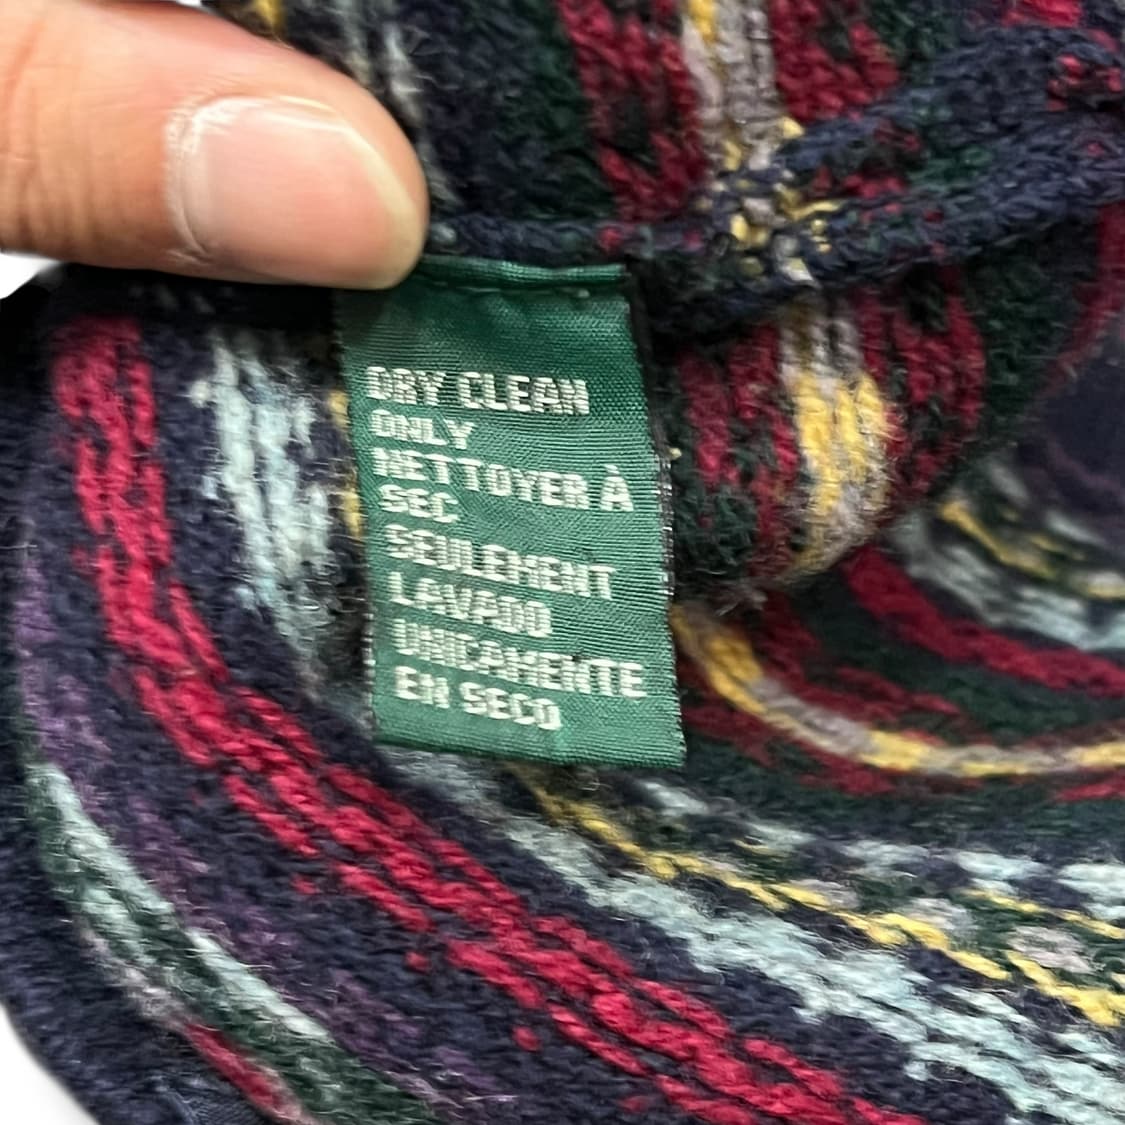 DRY CLEAN
ONLY
NETTOYER À
SEC
SEULEMENT
LAVADO
UNICAMENTE
EN SECO